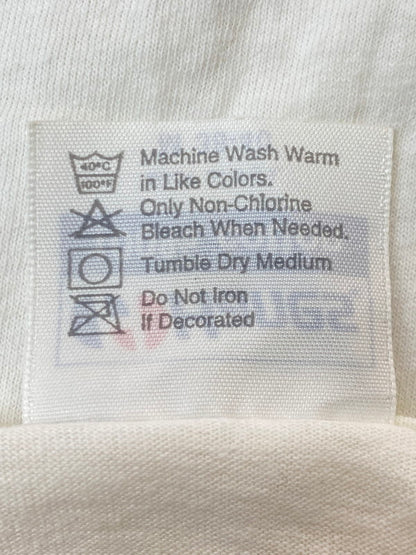 40°C
100°F
Machine Wash Warm
in Like Colors.
Only Non-Chlorine
Bleach When Needed.
Tumble Dry Medium
Do Not Iron
If Decorated